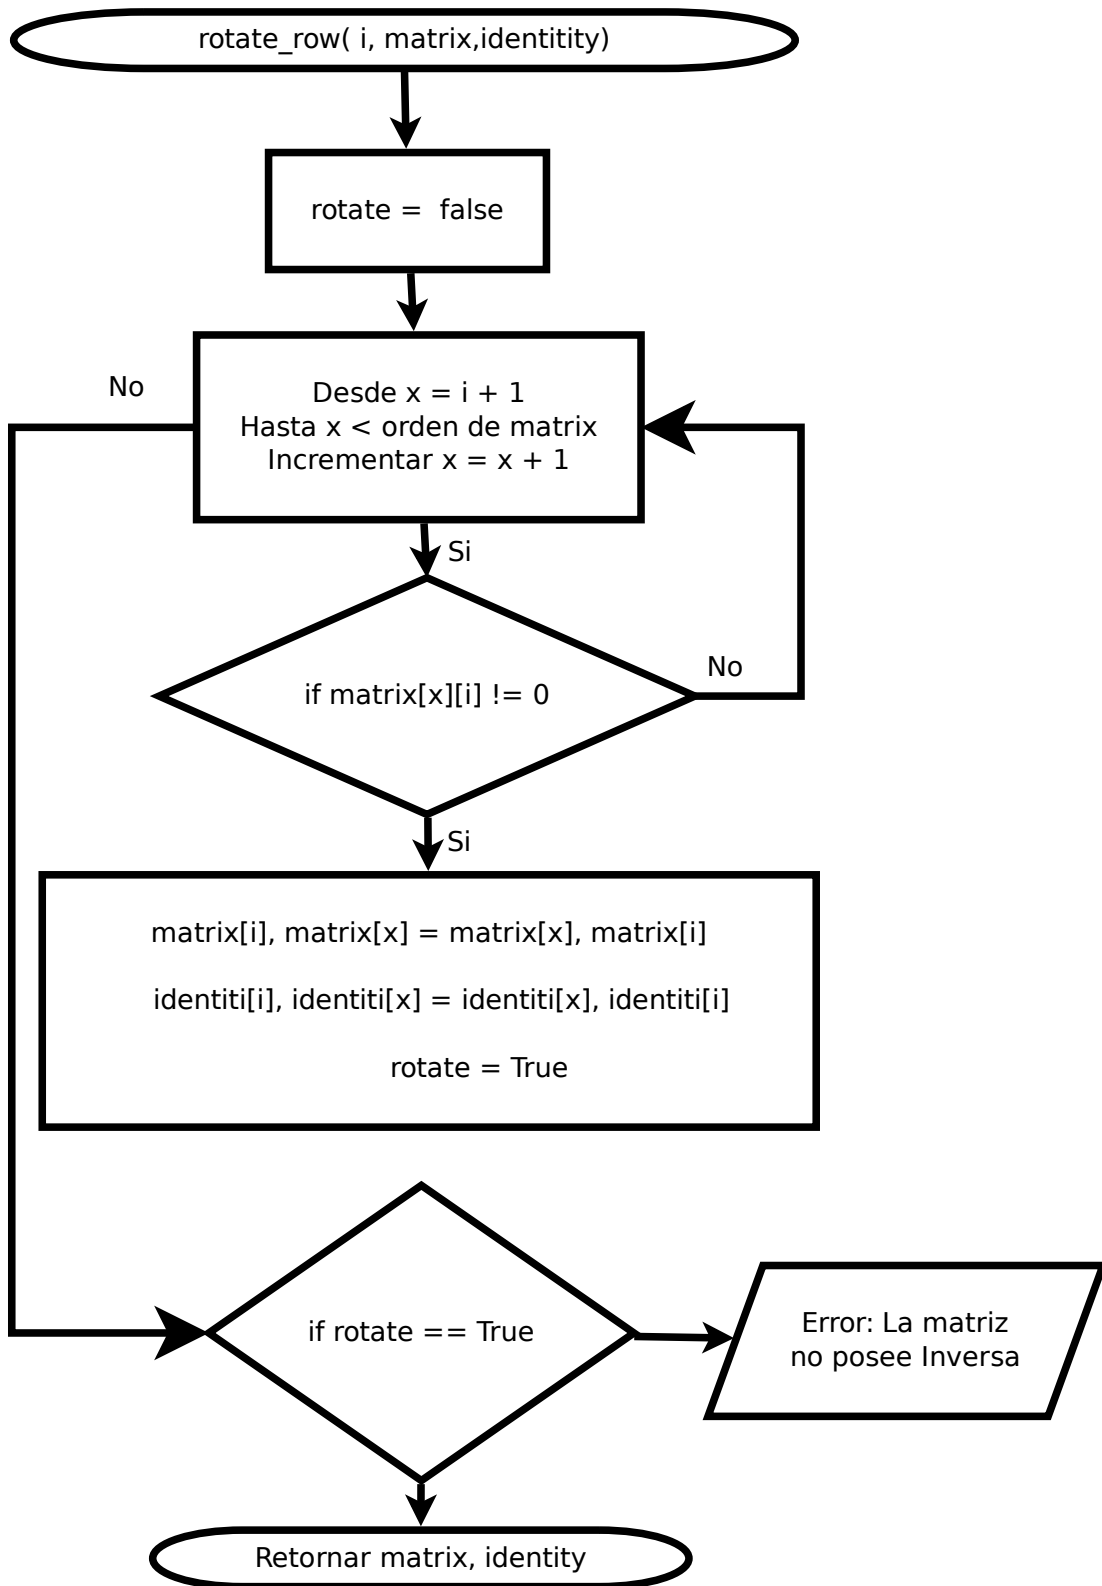 rotate_row( i, matrix,identitity)
rotate =  false
No
Desde x = i + 1
Hasta x < orden de matrix
Incrementar x = x + 1
Si
if matrix[x][i] != 0
No
Si
matrix[i], matrix[x] = matrix[x], matrix[i]
identiti[i], identiti[x] = identiti[x], identiti[i]
rotate = True
if rotate == True
Error: La matriz
no posee Inversa
Retornar matrix, identity